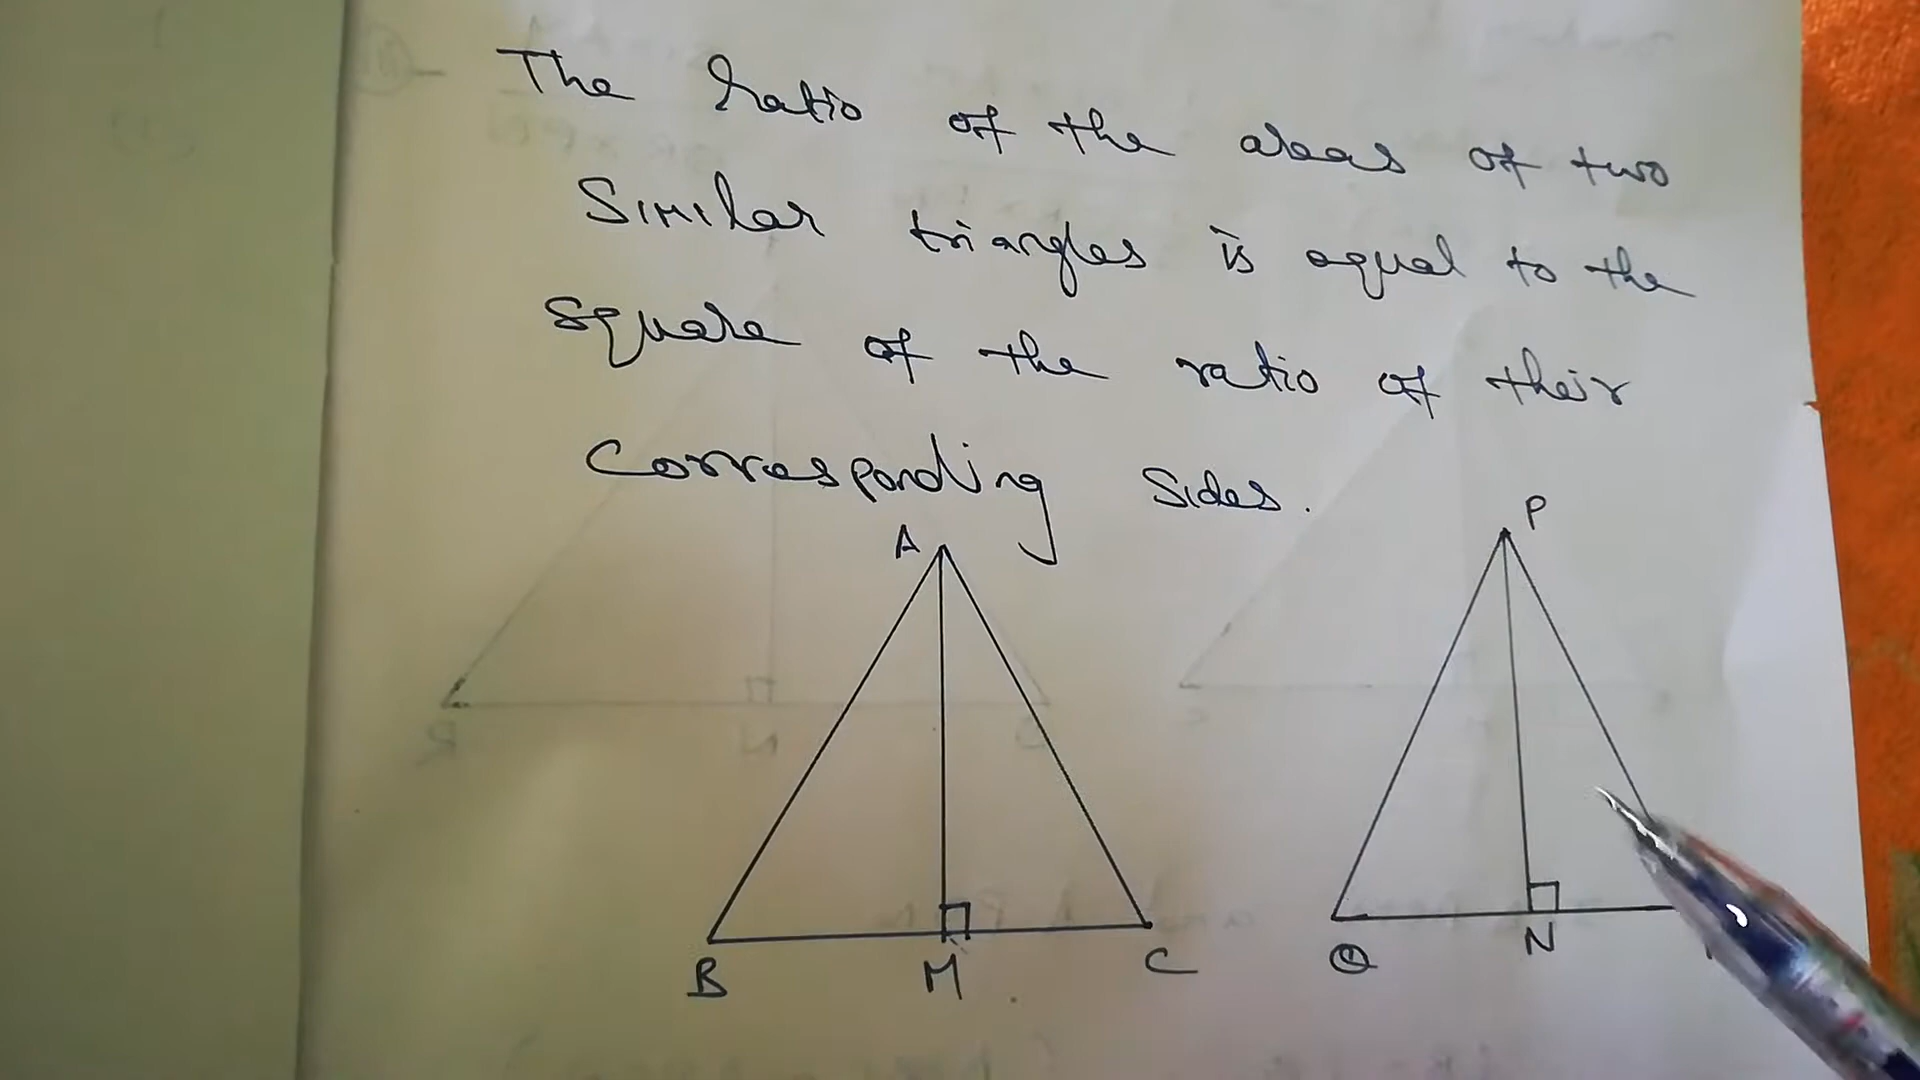 The ratio of the areas of two
Similar triangles is equal to the
square of the ratio of their
Corresponding Sides.
A
P
B
M
C
Q
N